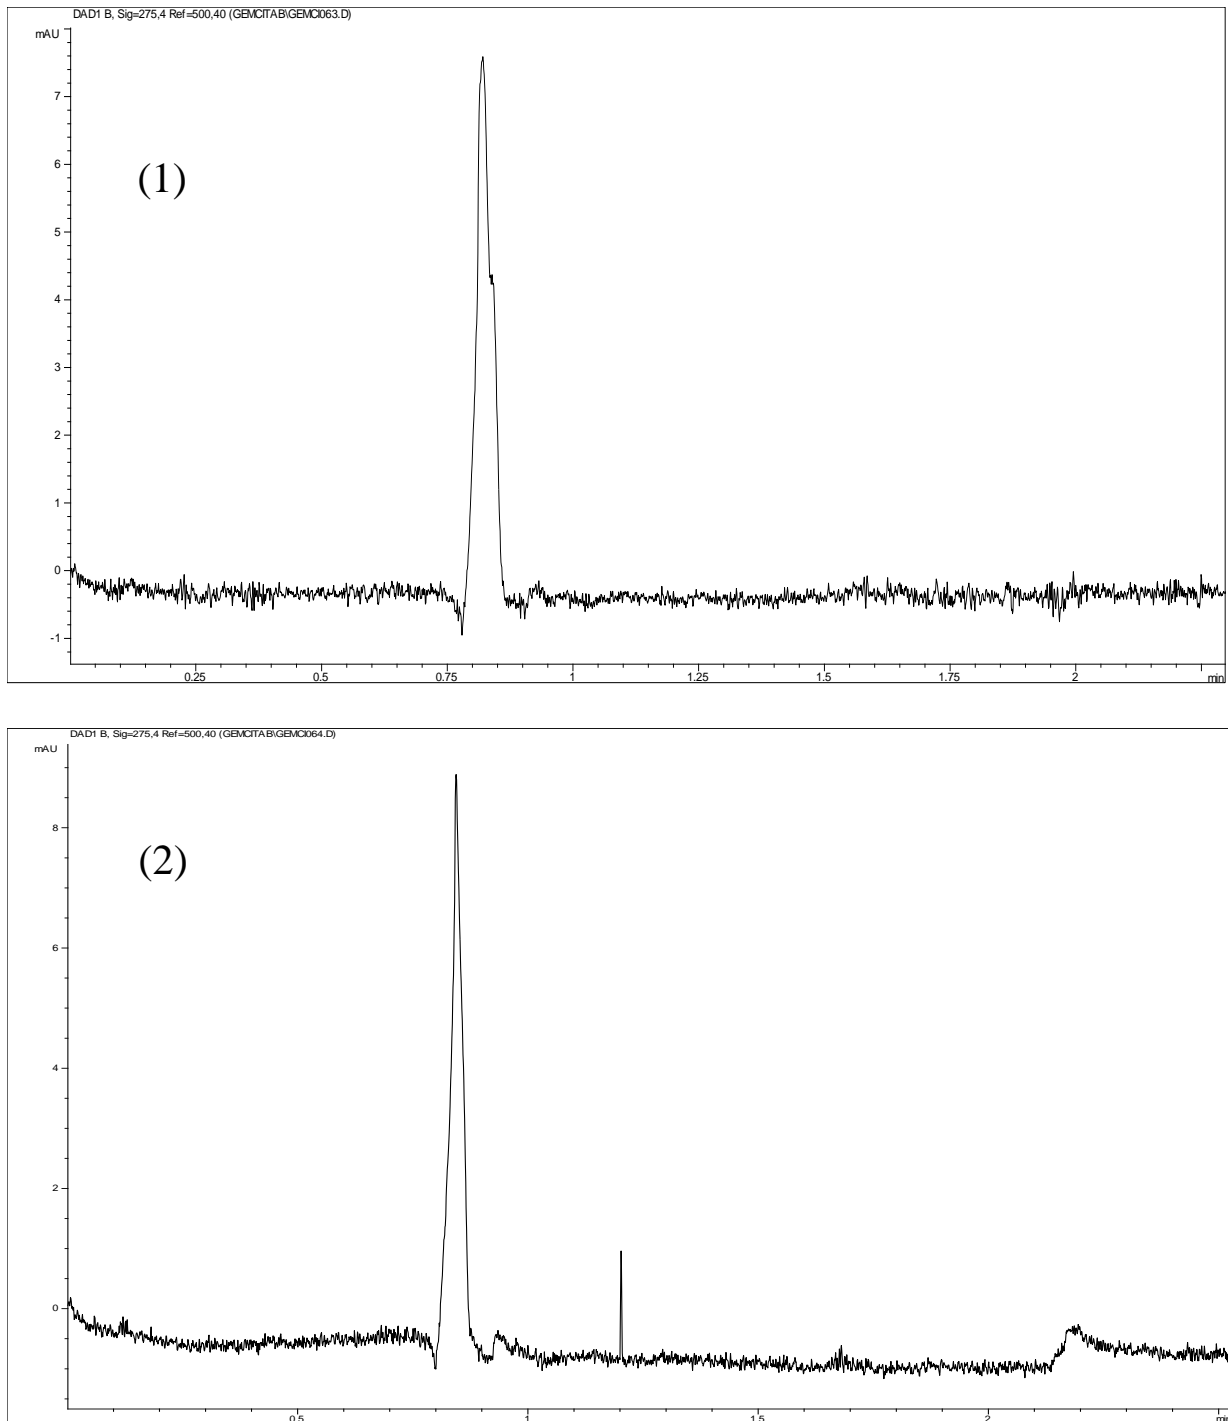 DAD1 B, Sig=275,4 Ref=500,40 (GEMCITAB\GEMCI063.D)
mAU
7
6
(1)
5
4
3
2
1
0
-1
0.25 0.5 0.75 1 1.25 1.5 1.75 2 min
DAD1 B, Sig=275,4 Ref=500,40 (GEMCITAB\GEMCI064.D)
mAU
8
(2)
6
4
2
0
0.5 1 1.5 2 min